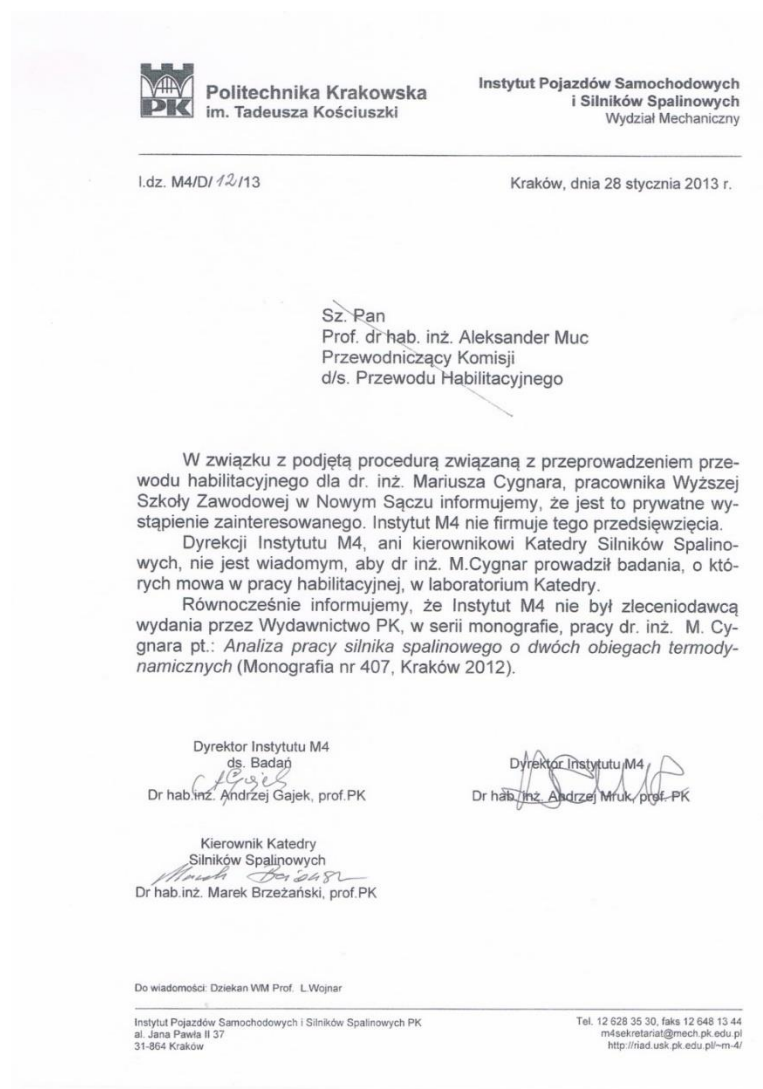 PK
Politechnika Krakowska
im. Tadeusza Kościuszki
Instytut Pojazdów Samochodowych
i Silników Spalinowych
Wydział Mechaniczny
l.dz. M4/D/12/13
Kraków, dnia 28 stycznia 2013 r.
Sz. Pan
Prof. dr hab. inż. Aleksander Muc
Przewodniczący Komisji
d/s. Przewodu Habilitacyjnego
W związku z podjętą procedurą związaną z przeprowadzeniem prze-
wodu habilitacyjnego dla dr. inż. Mariusza Cygnara, pracownika Wyższej
Szkoły Zawodowej w Nowym Sączu informujemy, że jest to prywatne wy-
stąpienie zainteresowanego. Instytut M4 nie firmuje tego przedsięwzięcia.
Dyrekcji Instytutu M4, ani kierownikowi Katedry Silników Spalino-
wych, nie jest wiadomym, aby dr inż. M.Cygnar prowadził badania, o któ-
rych mowa w pracy habilitacyjnej, w laboratorium Katedry.
Równocześnie informujemy, że Instytut M4 nie był zleceniodawcą
wydania przez Wydawnictwo PK, w serii monografie, pracy dr. inż. M. Cy-
gnara pt.: Analiza pracy silnika spalinowego o dwóch obiegach termody-
namicznych (Monografia nr 407, Kraków 2012).
Dyrektor Instytutu M4
ds. Badań
Dr hab.inż. Andrzej Gajek, prof.PK
Dyrektor Instytutu M4
Dr hab. inż. Andrzej Mruk, prof. PK
Kierownik Katedry
Silników Spalinowych
Dr hab.inż. Marek Brzeżański, prof.PK
Do wiadomości: Dziekan WM Prof. L.Wojnar
Instytut Pojazdów Samochodowych i Silników Spalinowych PK
al. Jana Pawła II 37
31-864 Kraków
Tel. 12 628 35 30, faks 12 648 13 44
m4sekretariat@mech.pk.edu.pl
http://riad.usk.pk.edu.pl/~m-4/